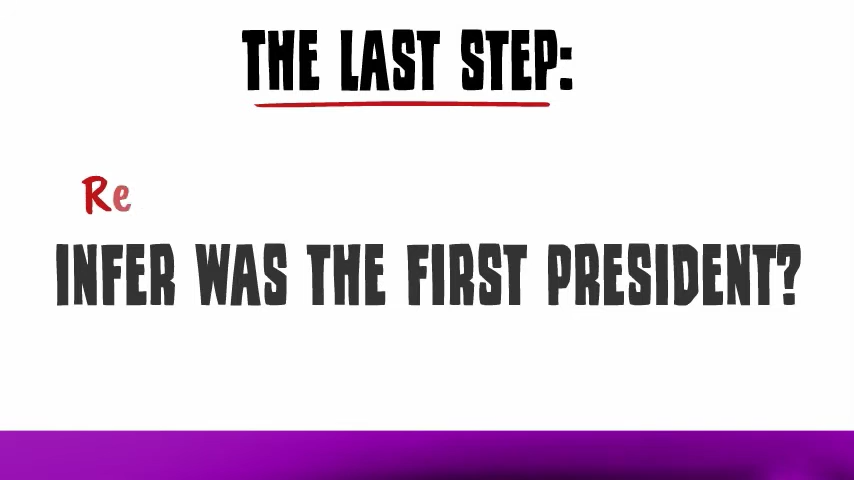 THE LAST STEP:
Re
INFER WAS THE FIRST PRESIDENT?